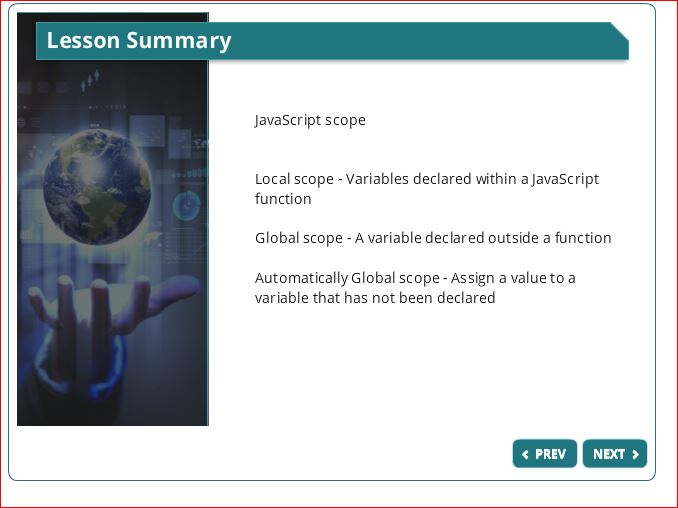 Lesson Summary
JavaScript scope
Local scope - Variables declared within a JavaScript
function
Global scope - A variable declared outside a function
Automatically Global scope - Assign a value to a
variable that has not been declared
PREV
NEXT